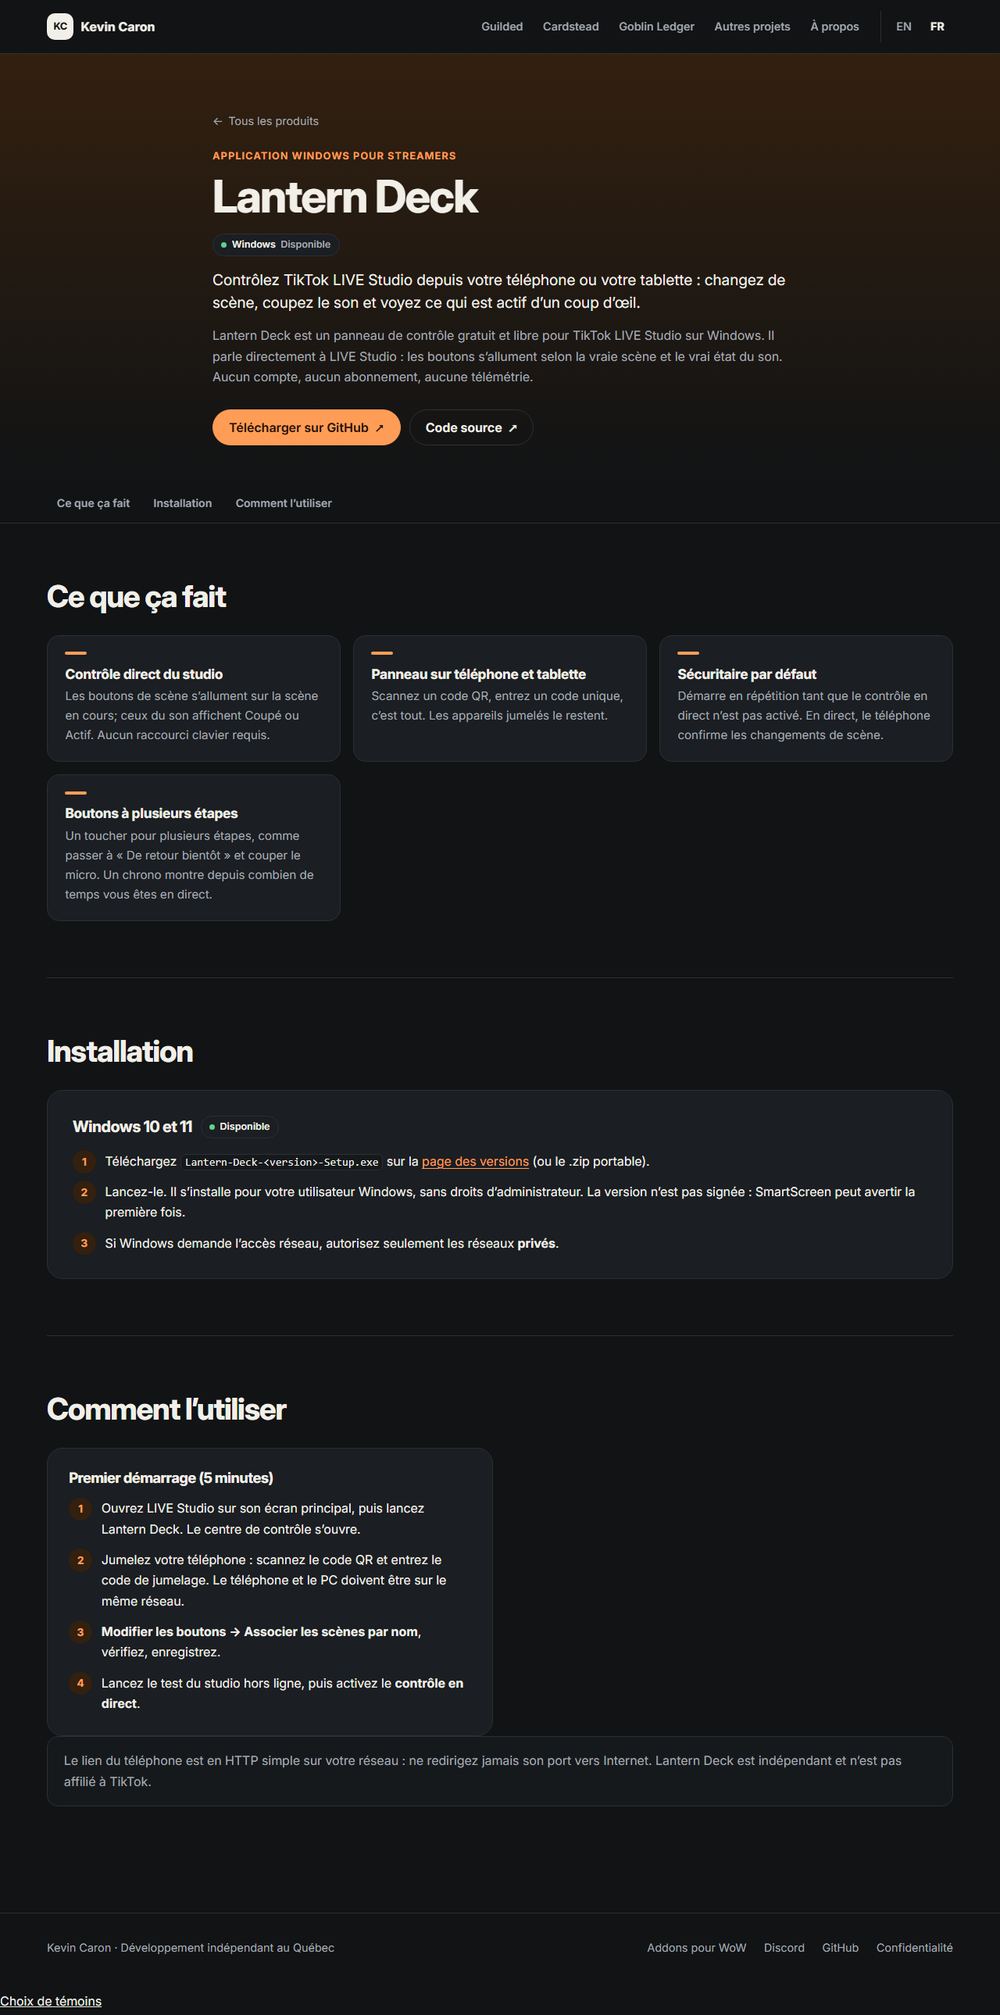 KC Kevin Caron Guilded Cardstead Goblin Ledger Autres projets À propos EN FR
← Tous les produits
APPLICATION WINDOWS POUR STREAMERS
Lantern Deck
Windows Disponible
Contrôlez TikTok LIVE Studio depuis votre téléphone ou votre tablette : changez de
scène, coupez le son et voyez ce qui est actif d’un coup d’œil.
Lantern Deck est un panneau de contrôle gratuit et libre pour TikTok LIVE Studio sur Windows. Il
parle directement à LIVE Studio : les boutons s’allument selon la vraie scène et le vrai état du son.
Aucun compte, aucun abonnement, aucune télémétrie.
Télécharger sur GitHub ↗ Code source ↗
Ce que ça fait Installation Comment l’utiliser
Ce que ça fait
Contrôle direct du studio
Les boutons de scène s’allument sur la scène
en cours; ceux du son affichent Coupé ou
Actif. Aucun raccourci clavier requis.
Panneau sur téléphone et tablette
Scannez un code QR, entrez un code unique,
c’est tout. Les appareils jumelés le restent.
Sécuritaire par défaut
Démarre en répétition tant que le contrôle en
direct n’est pas activé. En direct, le téléphone
confirme les changements de scène.
Boutons à plusieurs étapes
Un toucher pour plusieurs étapes, comme
passer à « De retour bientôt » et couper le
micro. Un chrono montre depuis combien de
temps vous êtes en direct.
Installation
Windows 10 et 11 Disponible
1 Téléchargez Lantern-Deck-<version>-Setup.exe sur la page des versions (ou le .zip portable).
2 Lancez-le. Il s’installe pour votre utilisateur Windows, sans droits d’administrateur. La version n’est pas signée : SmartScreen peut avertir la
première fois.
3 Si Windows demande l’accès réseau, autorisez seulement les réseaux privés.
Comment l’utiliser
Premier démarrage (5 minutes)
1 Ouvrez LIVE Studio sur son écran principal, puis lancez
Lantern Deck. Le centre de contrôle s’ouvre.
2 Jumelez votre téléphone : scannez le code QR et entrez le
code de jumelage. Le téléphone et le PC doivent être sur le
même réseau.
3 Modifier les boutons → Associer les scènes par nom,
vérifiez, enregistrez.
4 Lancez le test du studio hors ligne, puis activez le contrôle en
direct.
Le lien du téléphone est en HTTP simple sur votre réseau : ne redirigez jamais son port vers Internet. Lantern Deck est indépendant et n’est pas
affilié à TikTok.
Kevin Caron · Développement indépendant au Québec Addons pour WoW Discord GitHub Confidentialité
Choix de témoins